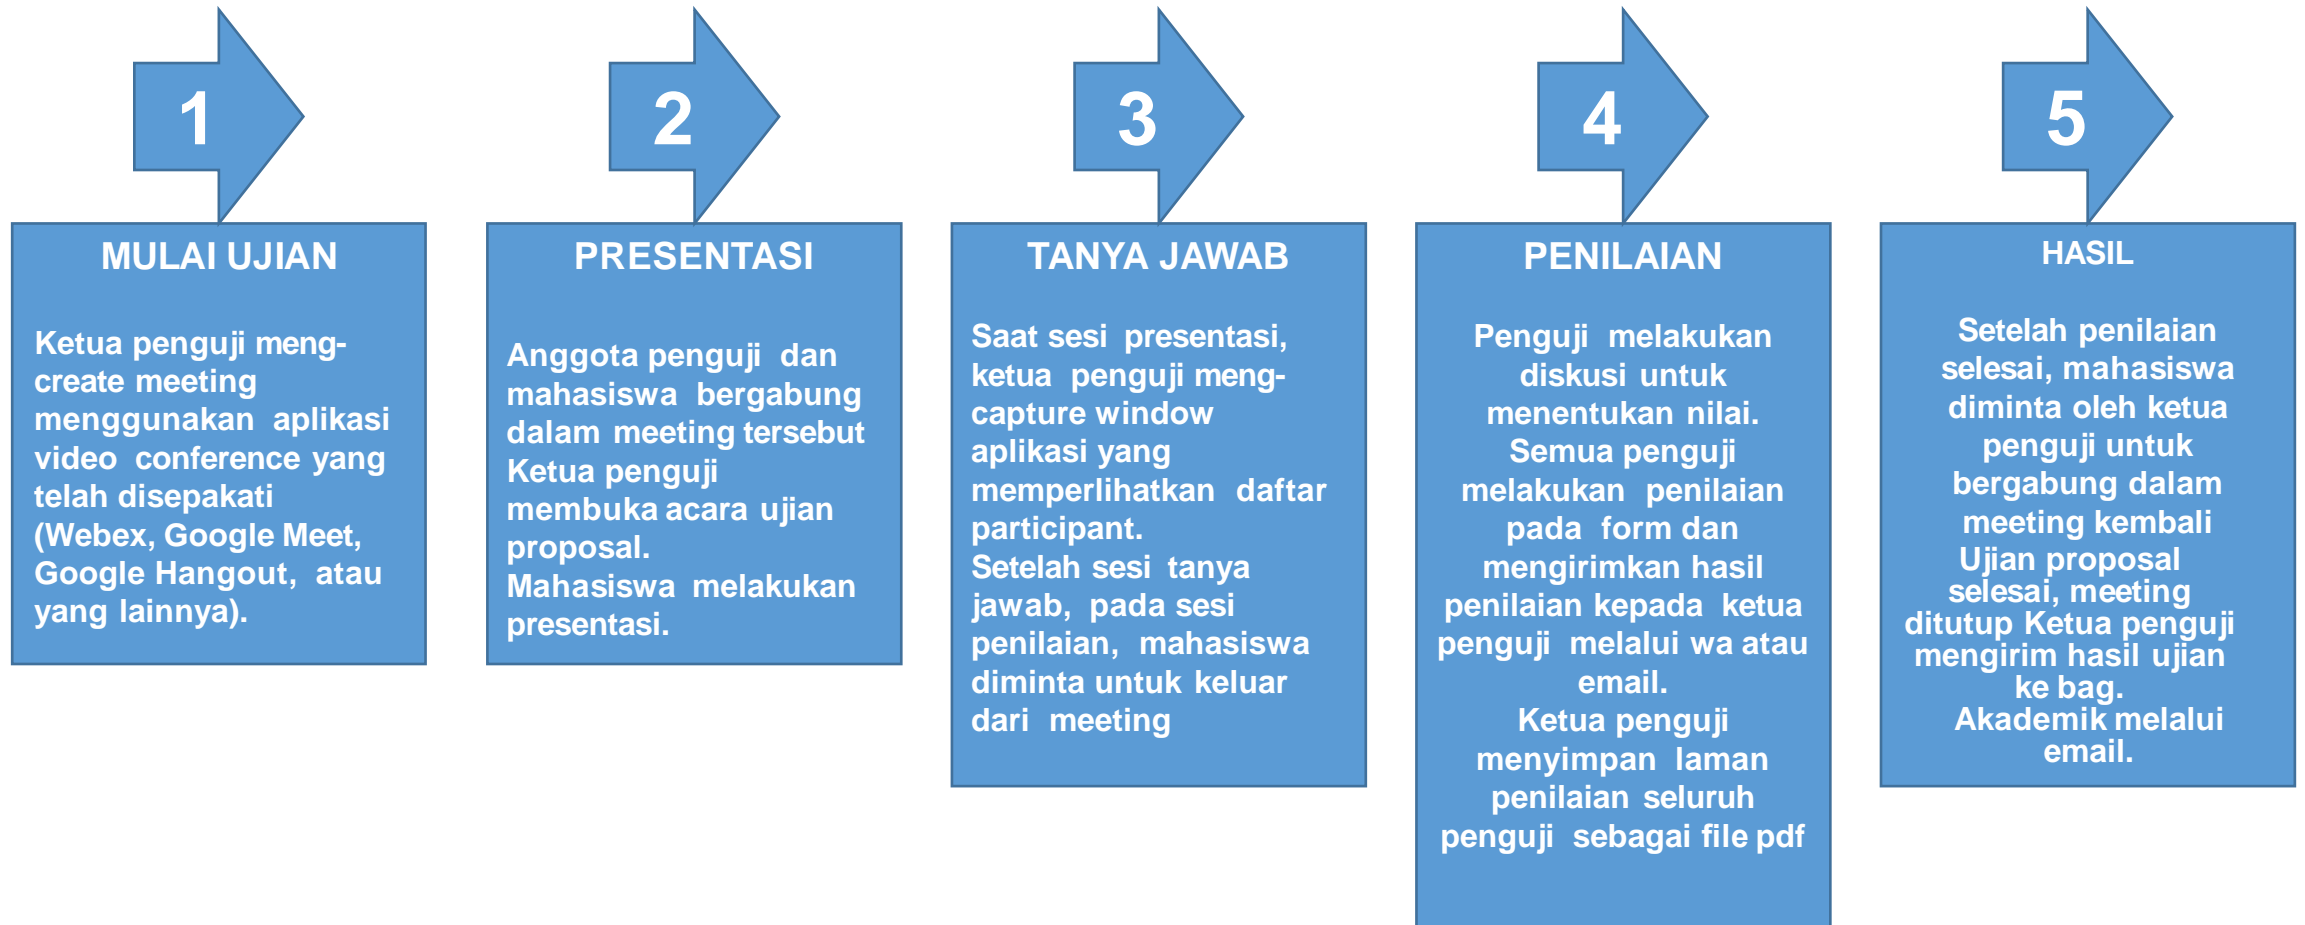 1
MULAI UJIAN
Ketua penguji meng-
create meeting
menggunakan aplikasi
video conference yang
telah disepakati
(Webex, Google Meet,
Google Hangout, atau
yang lainnya).
2
PRESENTASI
Anggota penguji dan
mahasiswa bergabung
dalam meeting tersebut
Ketua penguji
membuka acara ujian
proposal.
Mahasiswa melakukan
presentasi.
3
TANYA JAWAB
Saat sesi presentasi,
ketua penguji meng-
capture window
aplikasi yang
memperlihatkan daftar
participant.
Setelah sesi tanya
jawab, pada sesi
penilaian, mahasiswa
diminta untuk keluar
dari meeting
4
PENILAIAN
Penguji melakukan
diskusi untuk
menentukan nilai.
Semua penguji
melakukan penilaian
pada form dan
mengirimkan hasil
penilaian kepada ketua
penguji melalui wa atau
email.
Ketua penguji
menyimpan laman
penilaian seluruh
penguji sebagai file pdf
5
HASIL
Setelah penilaian
selesai, mahasiswa
diminta oleh ketua
penguji untuk
bergabung dalam
meeting kembali
Ujian proposal
selesai, meeting
ditutup Ketua penguji
mengirim hasil ujian
ke bag.
Akademik melalui
email.